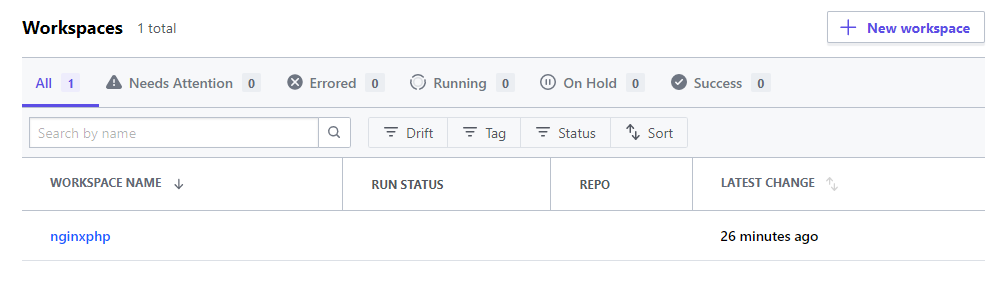 Workspaces 1 total New workspace
All 1 Needs Attention 0 Errored 0 Running 0 On Hold 0 Success 0
Search by name Drift Tag Status Sort
WORKSPACE NAME RUN STATUS REPO LATEST CHANGE
nginxphp 26 minutes ago